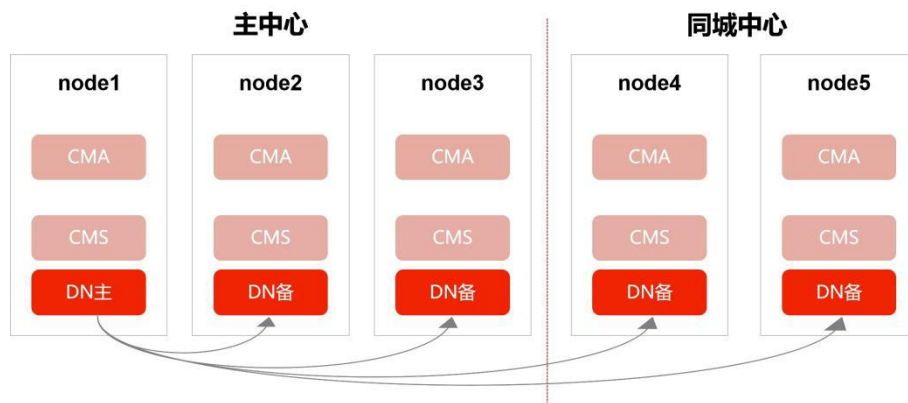 主中心 同城中心
node1 node2 node3 node4 node5
CMA CMA CMA CMA CMA
CMS CMS CMS CMS CMS
DN主 DN备 DN备 DN备 DN备